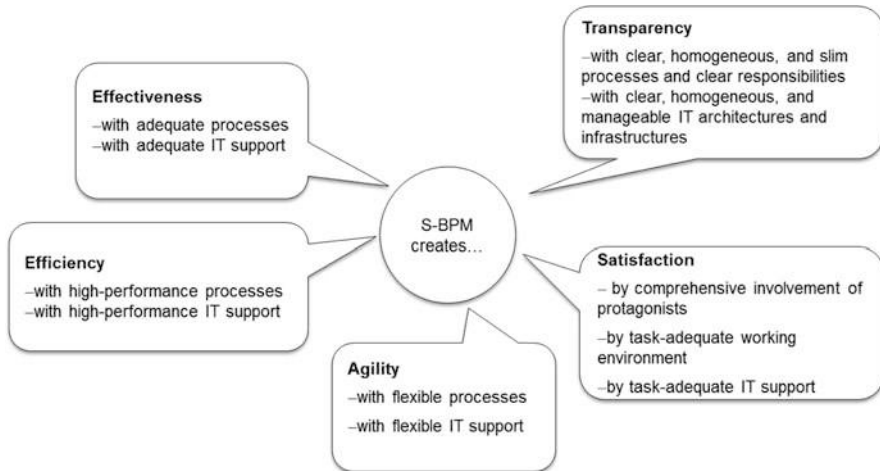 Transparency
–with clear, homogeneous, and slim
processes and clear responsibilities
–with clear, homogeneous, and
manageable IT architectures and
infrastructures
Effectiveness
–with adequate processes
–with adequate IT support
S-BPM
creates…
Efficiency
–with high-performance processes
–with high-performance IT support
Satisfaction
– by comprehensive involvement of
protagonists
–by task-adequate working
environment
–by task-adequate IT support
Agility
–with flexible processes
–with flexible IT support